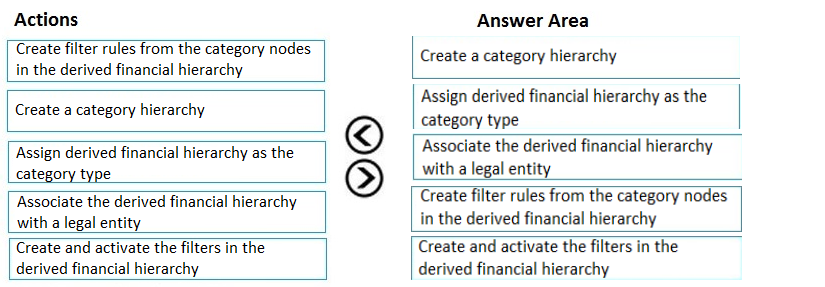 Actions
Create filter rules from the category nodes
in the derived financial hierarchy
Create a category hierarchy
Assign derived financial hierarchy as the
category type
Associate the derived financial hierarchy
with a legal entity
Create and activate the filters in the
derived financial hierarchy
Answer Area
Create a category hierarchy
Assign derived financial hierarchy as the
category type
Associate the derived financial hierarchy
with a legal entity
Create filter rules from the category nodes
in the derived financial hierarchy
Create and activate the filters in the
derived financial hierarchy